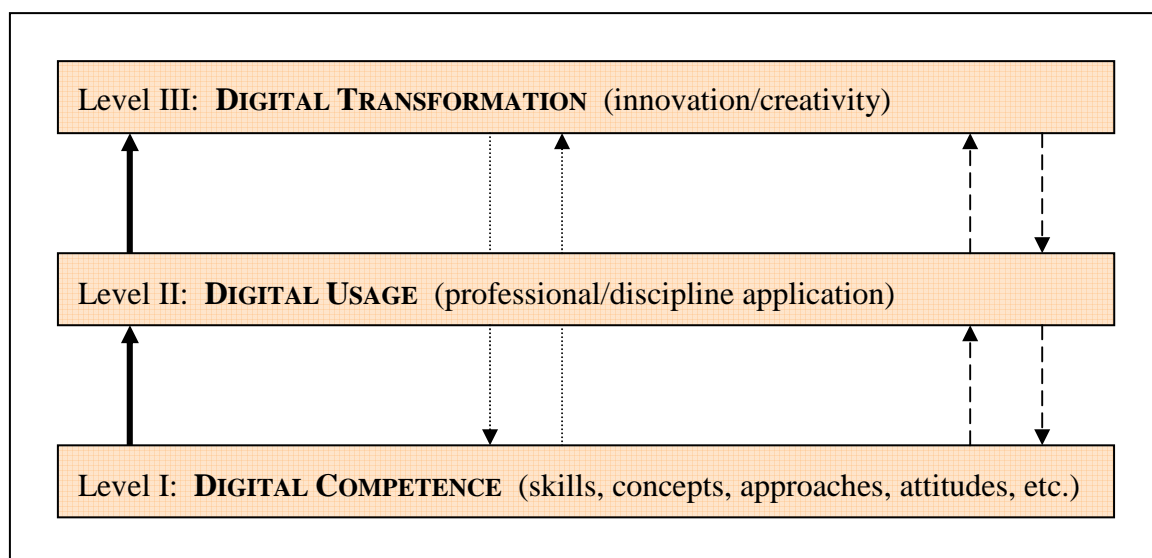 Level III: DIGITAL TRANSFORMATION (innovation/creativity)
Level II: DIGITAL USAGE (professional/discipline application)
Level I: DIGITAL COMPETENCE (skills, concepts, approaches, attitudes, etc.)